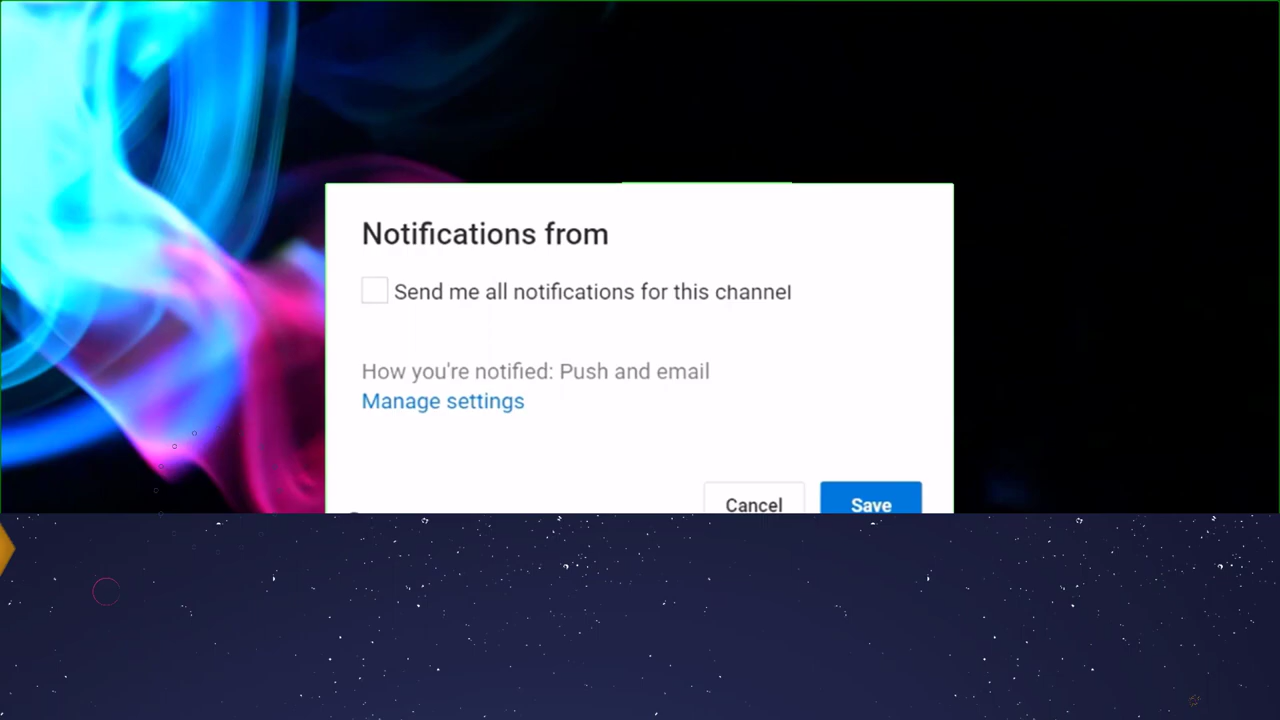 Notifications from
Send me all notifications for this channel
How you're notified: Push and email
Manage settings
Cancel Save